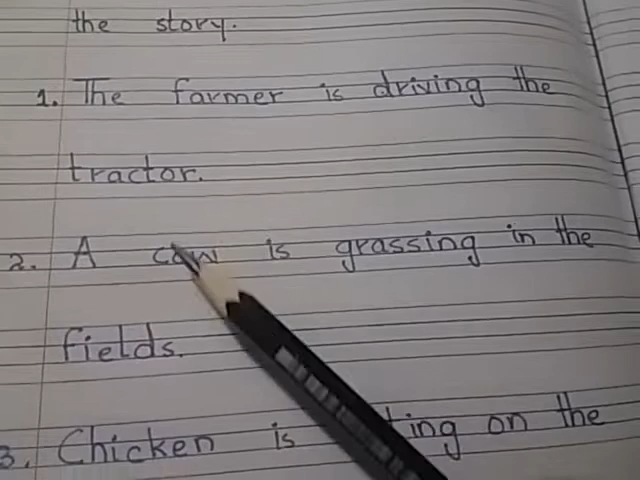 the story.
1. The farmer is driving the
tractor.
2. A cow is grassing in the
fields.
3. Chicken is on the